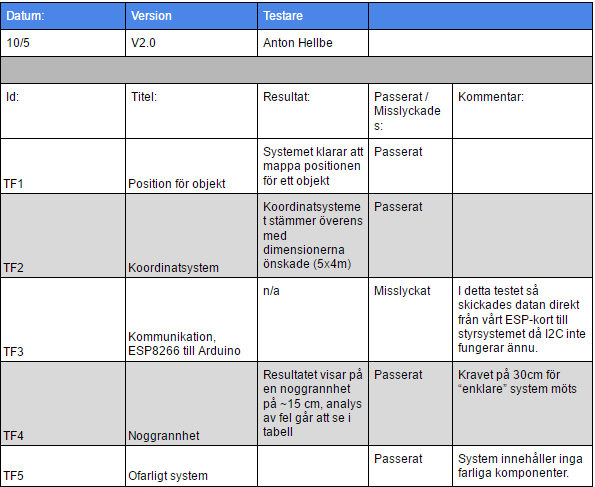 Datum: Version Testare
10/5 V2.0 Anton Hellbe
Id: Titel: Resultat: Passerat / Kommentar:
Misslyckade
s:
Systemet klarar att Passerat
mappa positionen
TF1 Position för objekt för ett objekt
Koordinatsysteme Passerat
t stämmer överens
med
dimensionerna
TF2 Koordinatsystem önskade (5x4m)
n/a Misslyckat I detta testet så
skickades datan direkt
från vårt ESP-kort till
Kommunikation, styrsystemet då I2C inte
TF3 ESP8266 till Arduino fungerar ännu.
Resultatet visar på Passerat Kravet på 30cm för
en noggrannhet “enklare” system möts
på ~15 cm, analys
av fel går att se i
TF4 Noggrannhet tabell
Passerat System innehåller inga
TF5 Ofarligt system farliga komponenter.